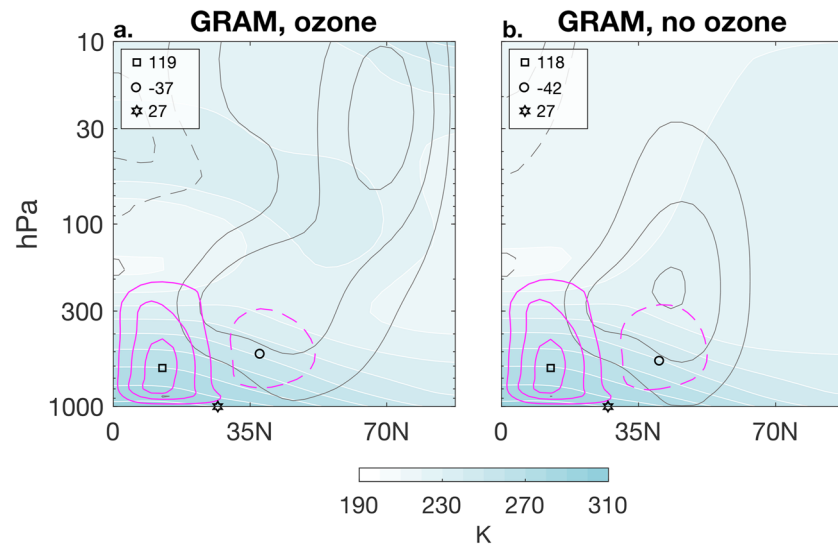 GRAM, ozone
GRAM, no ozone
a.
b.
119
-37
27
118
-42
27
hPa
10
30
100
300
1000
0
35N
70N
0
35N
70N
190
230
270
310
K